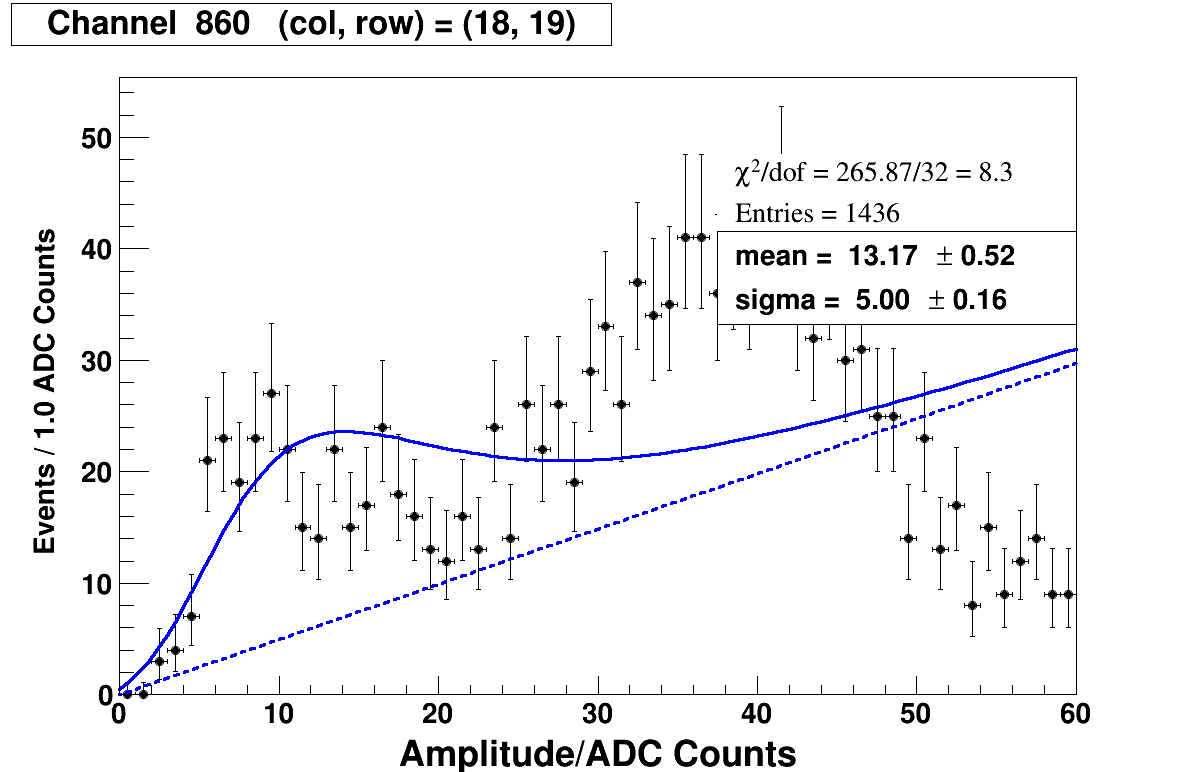 Channel 860 (col, row) = (18, 19)
χ²/dof = 265.87/32 = 8.3
Entries = 1436
mean = 13.17 ± 0.52
sigma = 5.00 ± 0.16
Events / 1.0 ADC Counts
50
40
30
20
10
0
0 10 20 30 40 50 60
Amplitude/ADC Counts